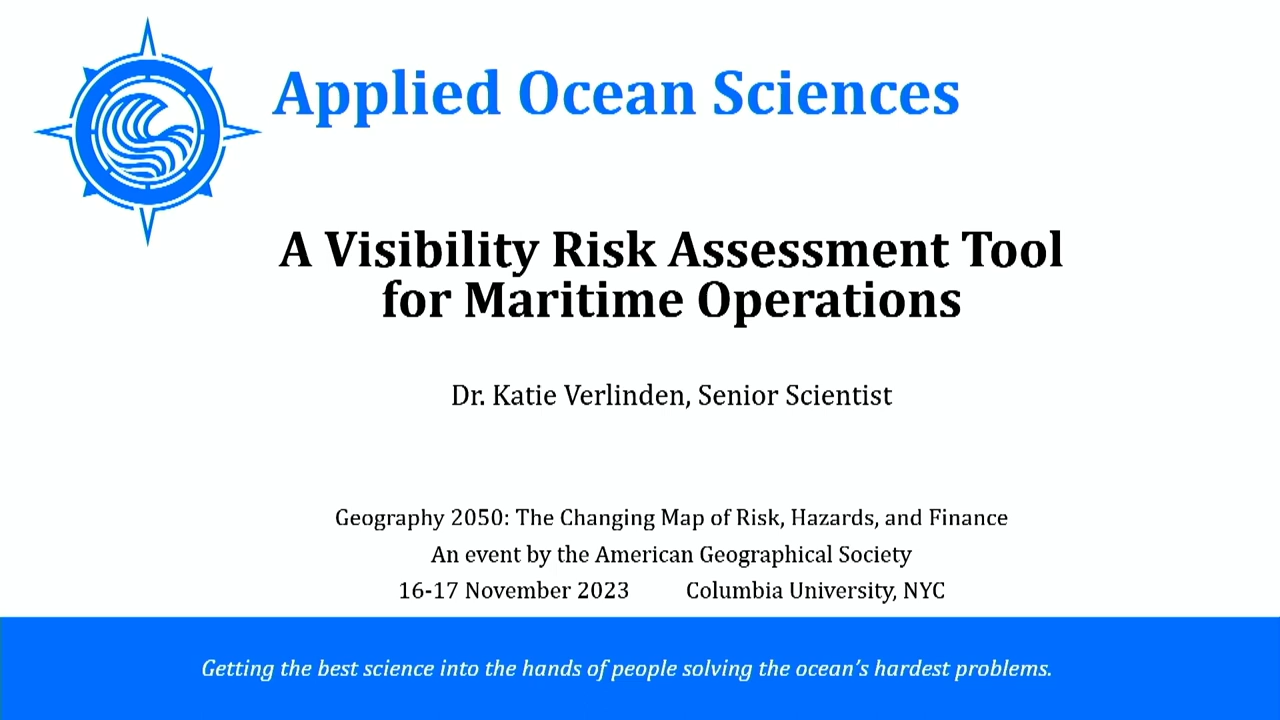 Applied Ocean Sciences
A Visibility Risk Assessment Tool
for Maritime Operations
Dr. Katie Verlinden, Senior Scientist
Geography 2050: The Changing Map of Risk, Hazards, and Finance
An event by the American Geographical Society
16-17 November 2023 Columbia University, NYC
Getting the best science into the hands of people solving the ocean’s hardest problems.